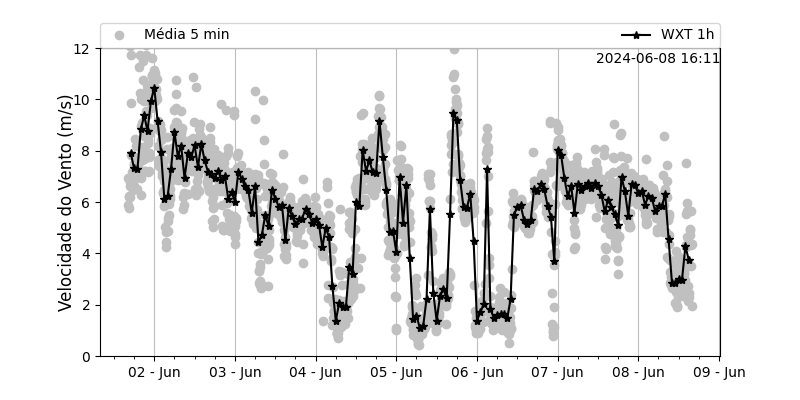 Média 5 min
WXT 1h
2024-06-08 16:11
Velocidade do Vento (m/s)
12
10
8
6
4
2
0
02 - Jun
03 - Jun
04 - Jun
05 - Jun
06 - Jun
07 - Jun
08 - Jun
09 - Jun